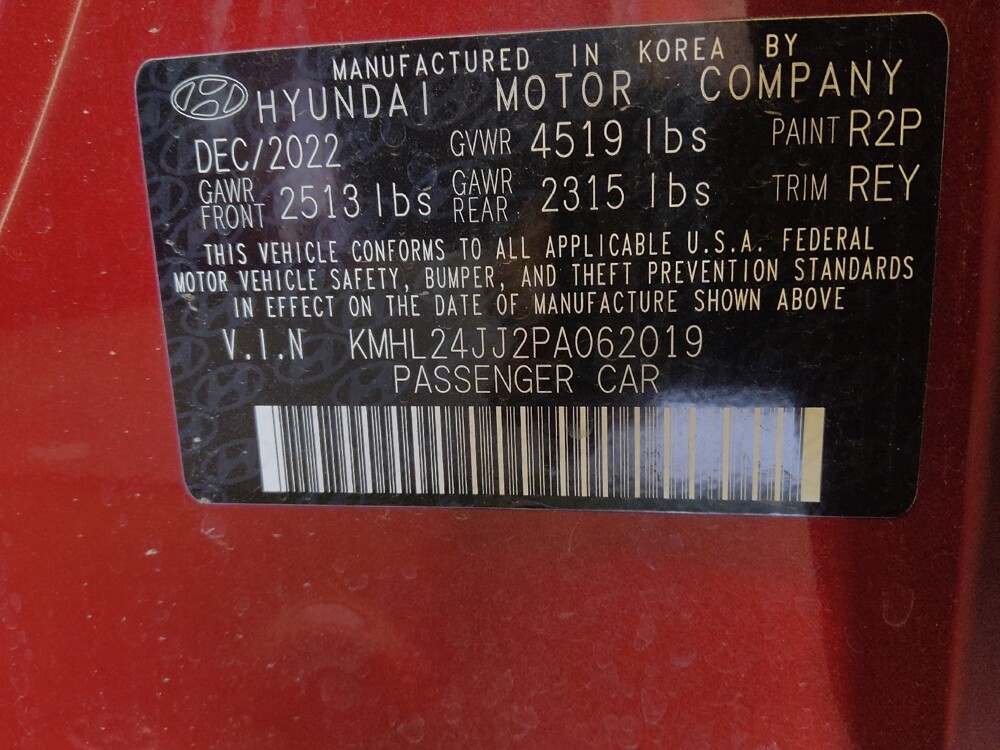 MANUFACTURED IN KOREA BY
HYUNDAI MOTOR COMPANY
DEC/2022 GVWR 4519 lbs PAINT R2P
GAWR FRONT 2513 lbs GAWR REAR 2315 lbs TRIM REY
THIS VEHICLE CONFORMS TO ALL APPLICABLE U.S.A. FEDERAL
MOTOR VEHICLE SAFETY, BUMPER, AND THEFT PREVENTION STANDARDS
IN EFFECT ON THE DATE OF MANUFACTURE SHOWN ABOVE
V.I.N KMHL24JJ2PA062019
PASSENGER CAR